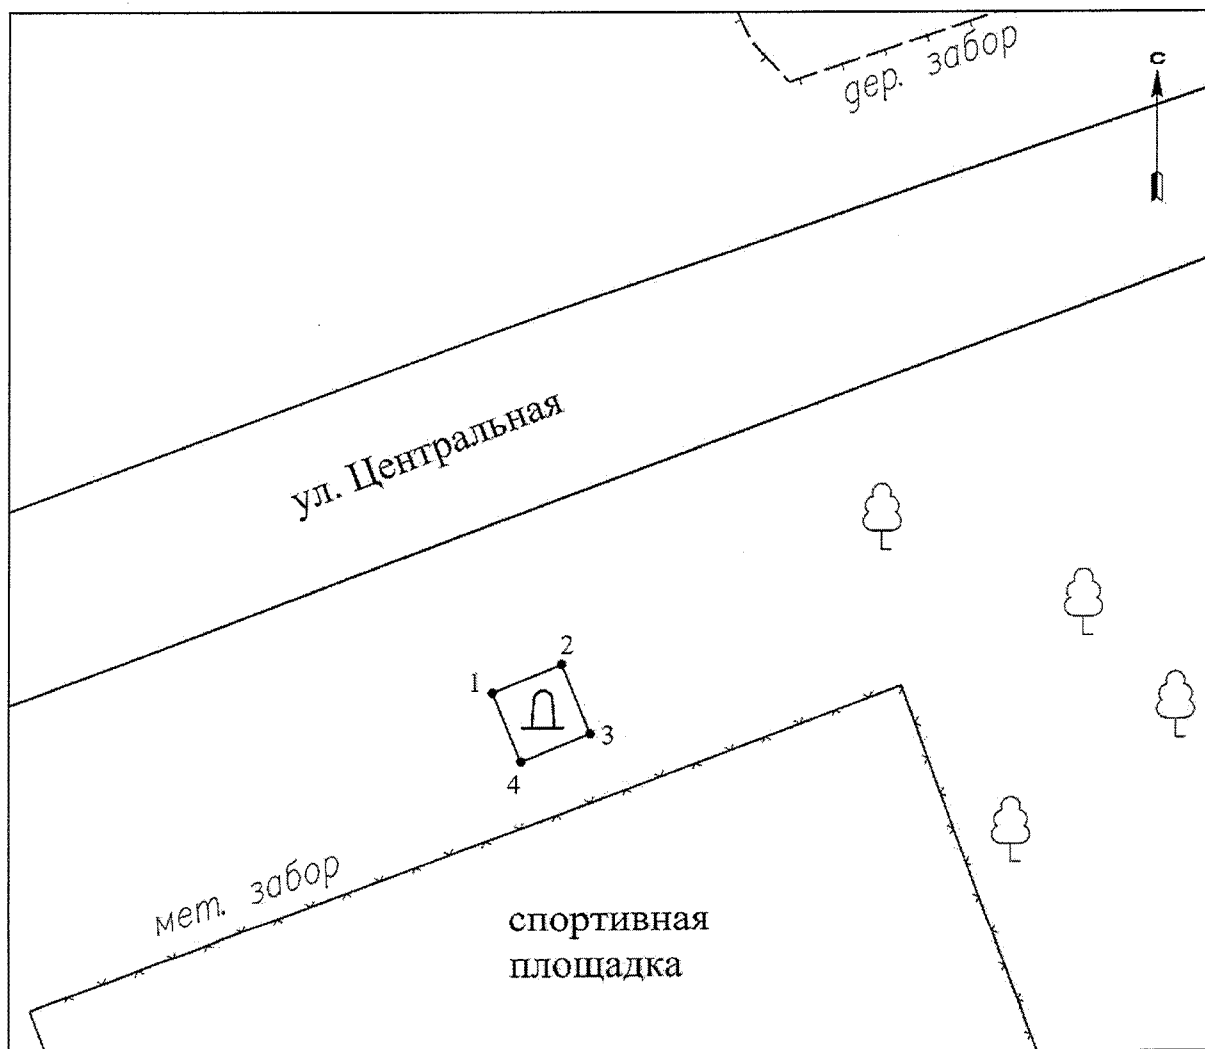 дер. забор
С
ул. Центральная
2
1
3
4
мет. забор
спортивная
площадка